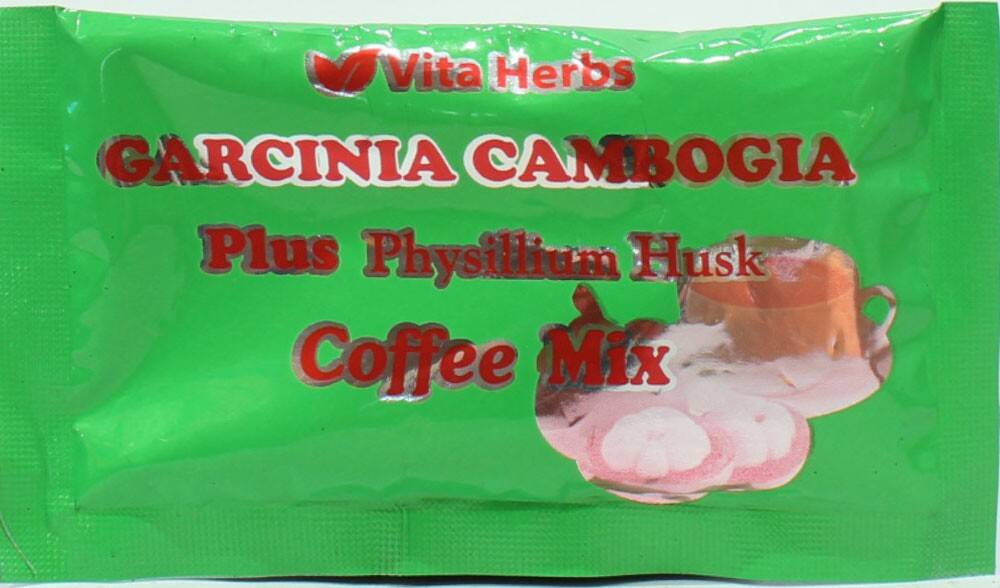 Vita Herbs
GARCINIA CAMBOGIA
Plus Physillium Husk
Coffee Mix